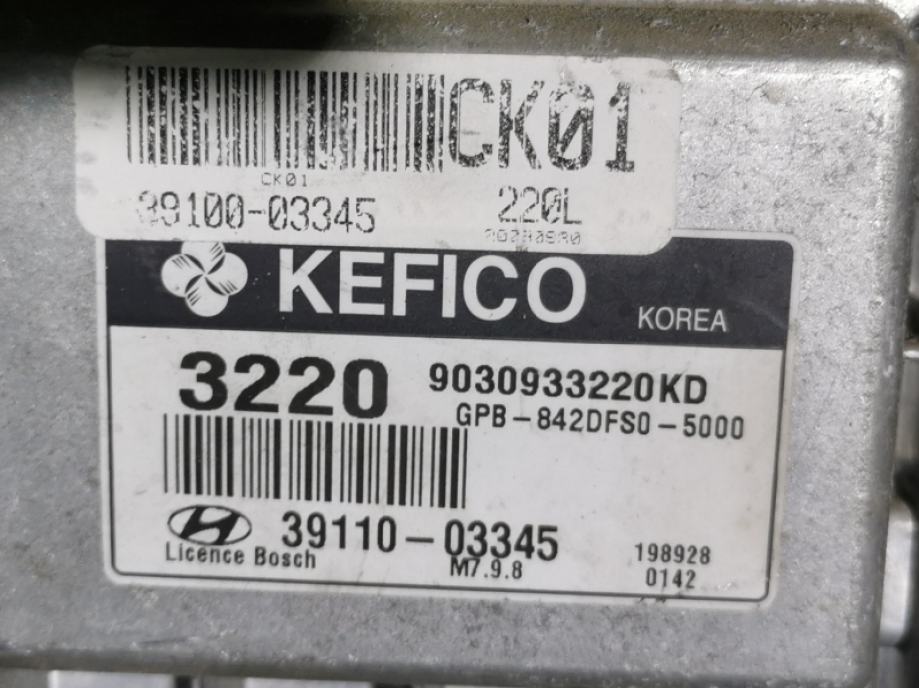 CK01
CK01
39100-03345
220L
KEFICO
KOREA
3220
9030933220KD
GPB-842DFS0-5000
39110-03345
Licence Bosch
M7.9.8
198928
0142